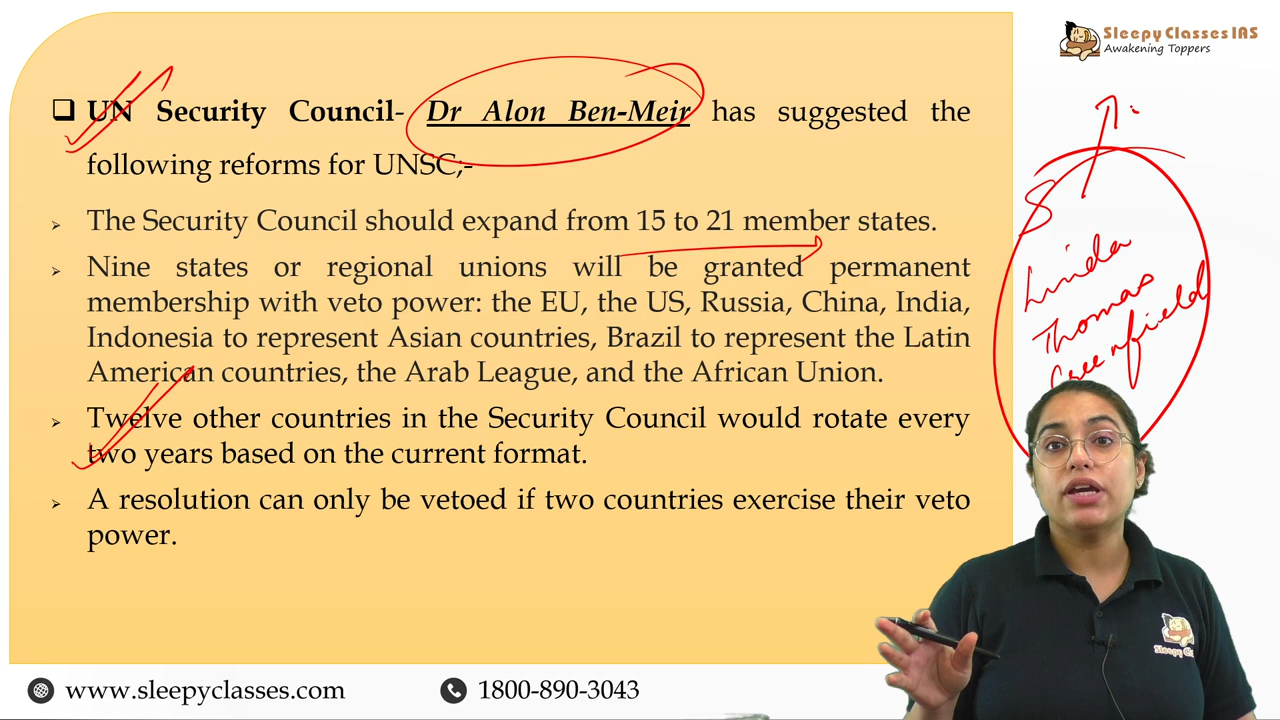 Sleepy Classes IAS
Awakening Toppers
❑ UN Security Council- Dr Alon Ben-Meir has suggested the
following reforms for UNSC;-
➢ The Security Council should expand from 15 to 21 member states.
➢ Nine states or regional unions will be granted permanent
membership with veto power: the EU, the US, Russia, China, India,
Indonesia to represent Asian countries, Brazil to represent the Latin
American countries, the Arab League, and the African Union.
➢ Twelve other countries in the Security Council would rotate every
two years based on the current format.
➢ A resolution can only be vetoed if two countries exercise their veto
power.
Linda
Thomas
Greenfield
www.sleepyclasses.com
1800-890-3043